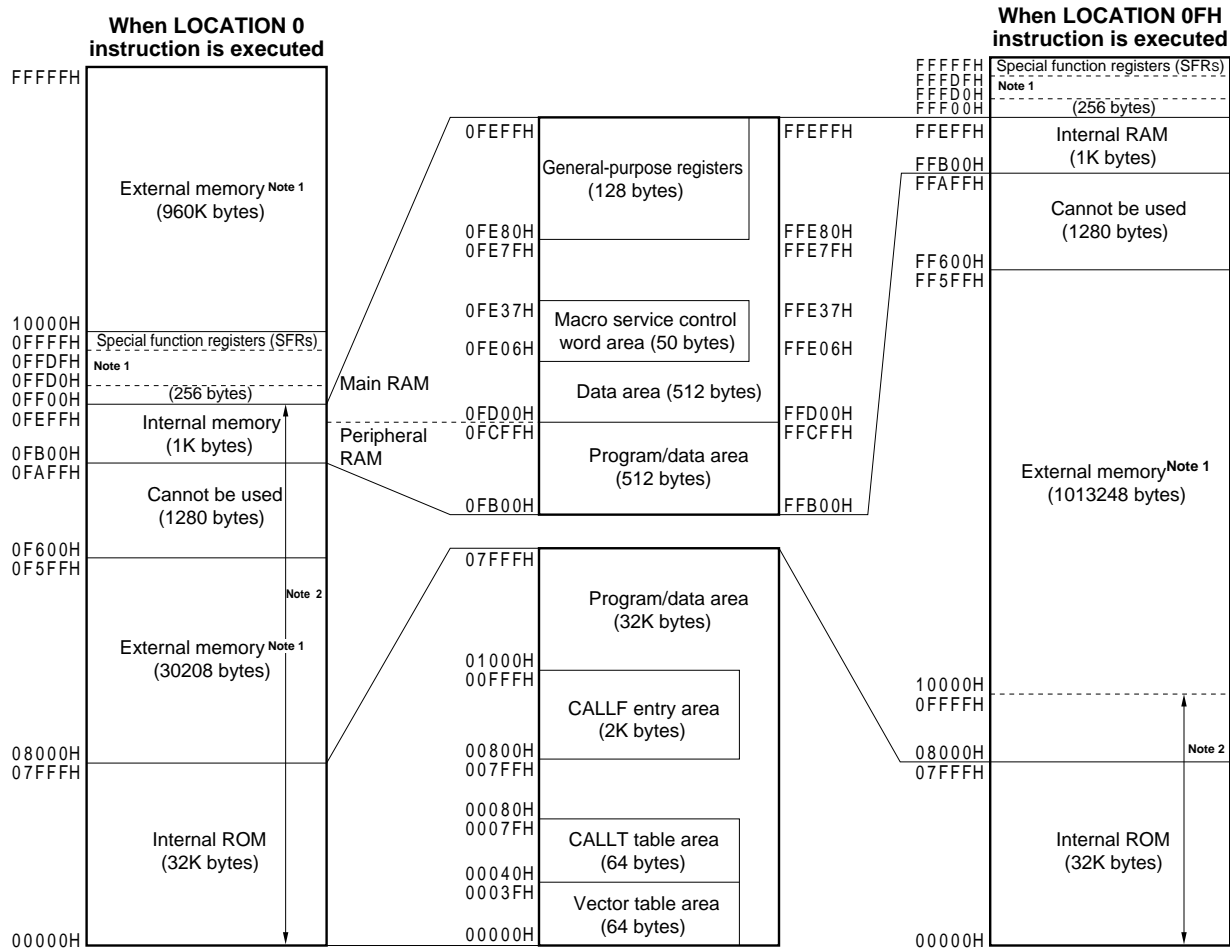 When LOCATION 0
instruction is executed
FFFFFH
External memory Note 1
(960K bytes)
10000H
0FFFFH
Special function registers (SFRs)
0FFDFH
Note 1
0FFD0H
0FF00H
(256 bytes)
0FEFFH
Internal memory
(1K bytes)
0FB00H
0FAFFH
Cannot be used
(1280 bytes)
0F600H
0F5FFH
Note 2
External memory Note 1
(30208 bytes)
08000H
07FFFH
Internal ROM
(32K bytes)
00000H
Main RAM
Peripheral
RAM
0FEFFH
FFEFFH
General-purpose registers
(128 bytes)
0FE80H
FFE80H
0FE7FH
FFE7FH
0FE37H
FFE37H
Macro service control
word area (50 bytes)
0FE06H
FFE06H
Data area (512 bytes)
0FD00H
FFD00H
0FCFFH
FFCFFH
Program/data area
(512 bytes)
0FB00H
FFB00H
07FFFH
Program/data area
(32K bytes)
01000H
00FFFH
CALLF entry area
(2K bytes)
00800H
007FFH
00080H
0007FH
CALLT table area
(64 bytes)
00040H
0003FH
Vector table area
(64 bytes)
00000H
When LOCATION 0FH
instruction is executed
FFFFFH
Special function registers (SFRs)
FFFDFH
Note 1
FFFD0H
FFF00H
(256 bytes)
FFEFFH
Internal RAM
(1K bytes)
FFB00H
FFAFFH
Cannot be used
(1280 bytes)
FF600H
FF5FFH
External memory Note 1
(1013248 bytes)
10000H
0FFFFH
Note 2
08000H
07FFFH
Internal ROM
(32K bytes)
00000H